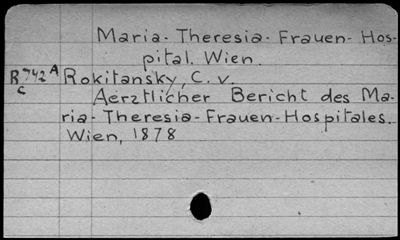 Maria-Theresia-Frauen-Hos-
pital. Wien.
R 742 A Rokitansky, C. v.
c
Aerztlicher Bericht des Ma-
ria-Theresia-Frauen-Hospitales.
Wien, 1878